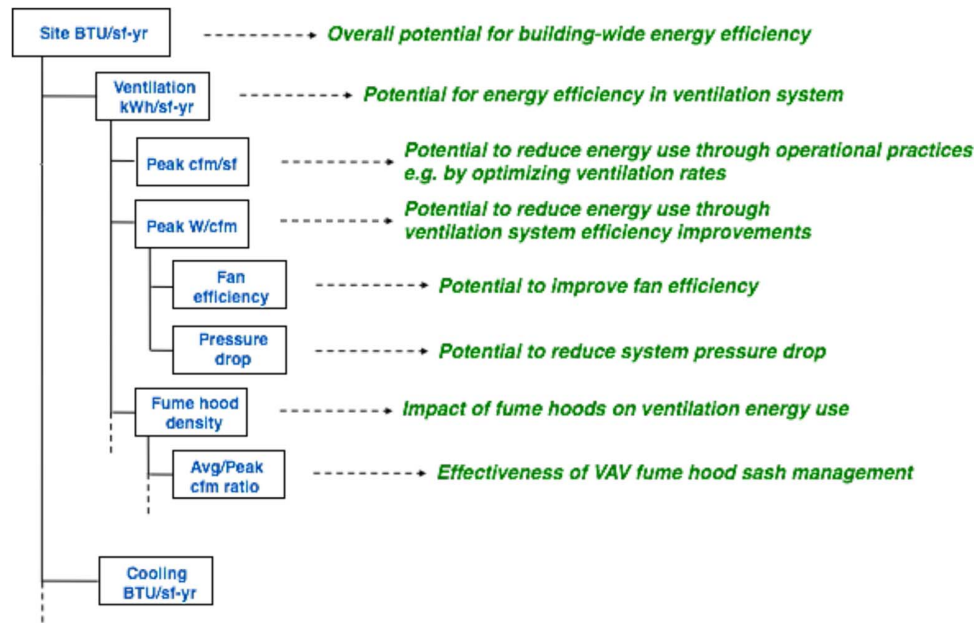 Site BTU/sf-yr
Overall potential for building-wide energy efficiency
Ventilation
kWh/sf-yr
Potential for energy efficiency in ventilation system
Peak cfm/sf
Potential to reduce energy use through operational practices
e.g. by optimizing ventilation rates
Peak W/cfm
Potential to reduce energy use through
ventilation system efficiency improvements
Fan
efficiency
Potential to improve fan efficiency
Pressure
drop
Potential to reduce system pressure drop
Fume hood
density
Impact of fume hoods on ventilation energy use
Avg/Peak
cfm ratio
Effectiveness of VAV fume hood sash management
Cooling
BTU/sf-yr